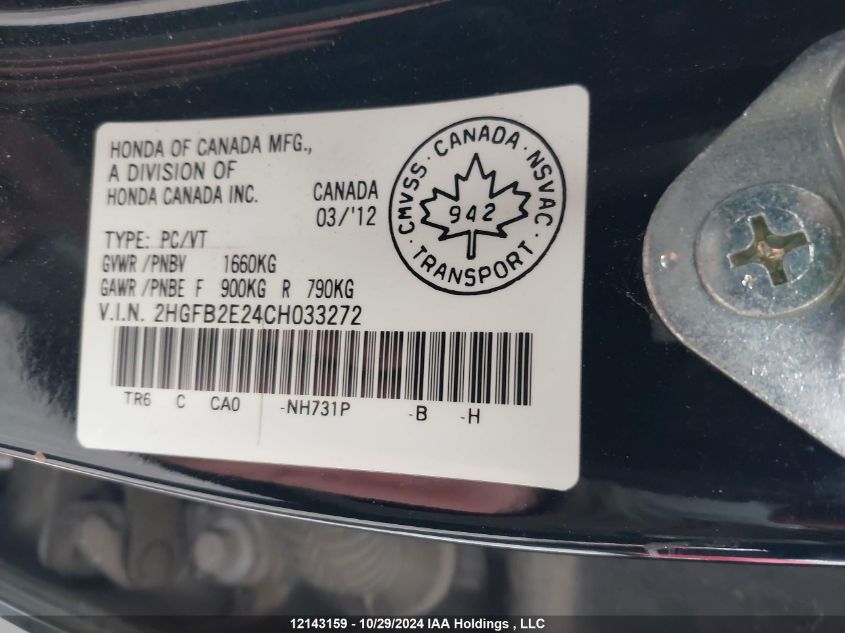 HONDA OF CANADA MFG.,
A DIVISION OF
HONDA CANADA INC.
CANADA
03/'12
TYPE: PC/VT
GVWR/PNBV 1660KG
GAWR/PNBE F 900KG R 790KG
V.I.N. 2HGFB2E24CH033272
TR6 C CA0 -NH731P -B -H
CMVSS · CANADA · NSVAC · TRANSPORT ·
942
12143159 - 10/29/2024 IAA Holdings , LLC